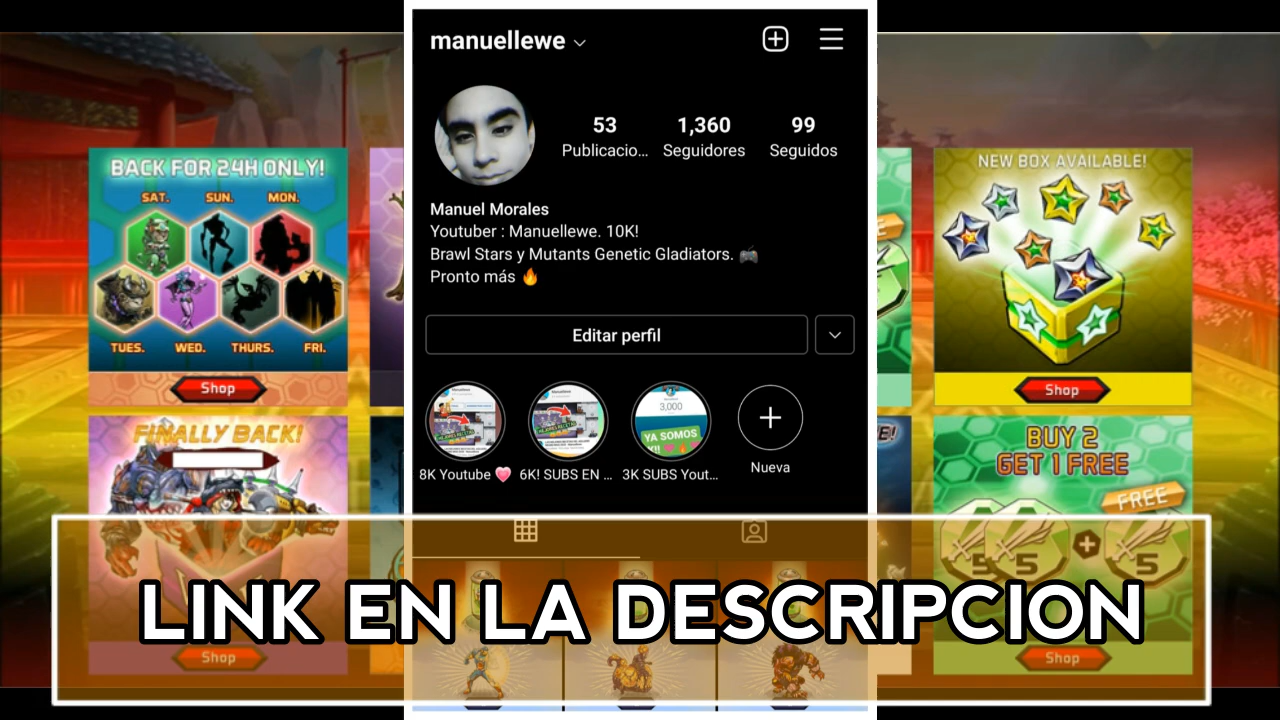 manuellewe
53 1,360 99
Publicacio... Seguidores Seguidos
Manuel Morales
Youtuber : Manuellewe. 10K!
Brawl Stars y Mutants Genetic Gladiators. 🎮
Pronto más 🔥
Editar perfil
3,000
YA SOMOS
8K Youtube 💗 6K! SUBS EN ... 3K SUBS Yout... Nueva
BACK FOR 24H ONLY!
SAT. SUN. MON.
TUES. WED. THURS. FRI.
Shop
FINALLY BACK!
Shop
NEW BOX AVAILABLE!
Shop
BUY 2
GET 1 FREE
FREE
5 5 5
Shop
LINK EN LA DESCRIPCION